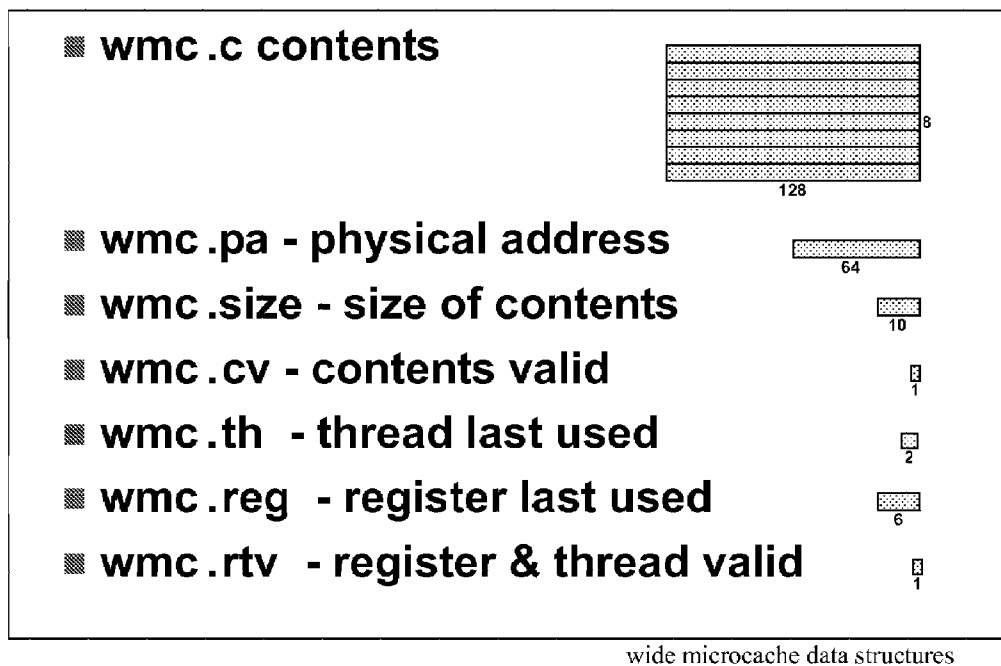 wmc.c contents
8
128
wmc.pa - physical address
64
wmc.size - size of contents
10
wmc.cv - contents valid
1
wmc.th - thread last used
2
wmc.reg - register last used
6
wmc.rtv - register & thread valid
1
wide microcache data structures